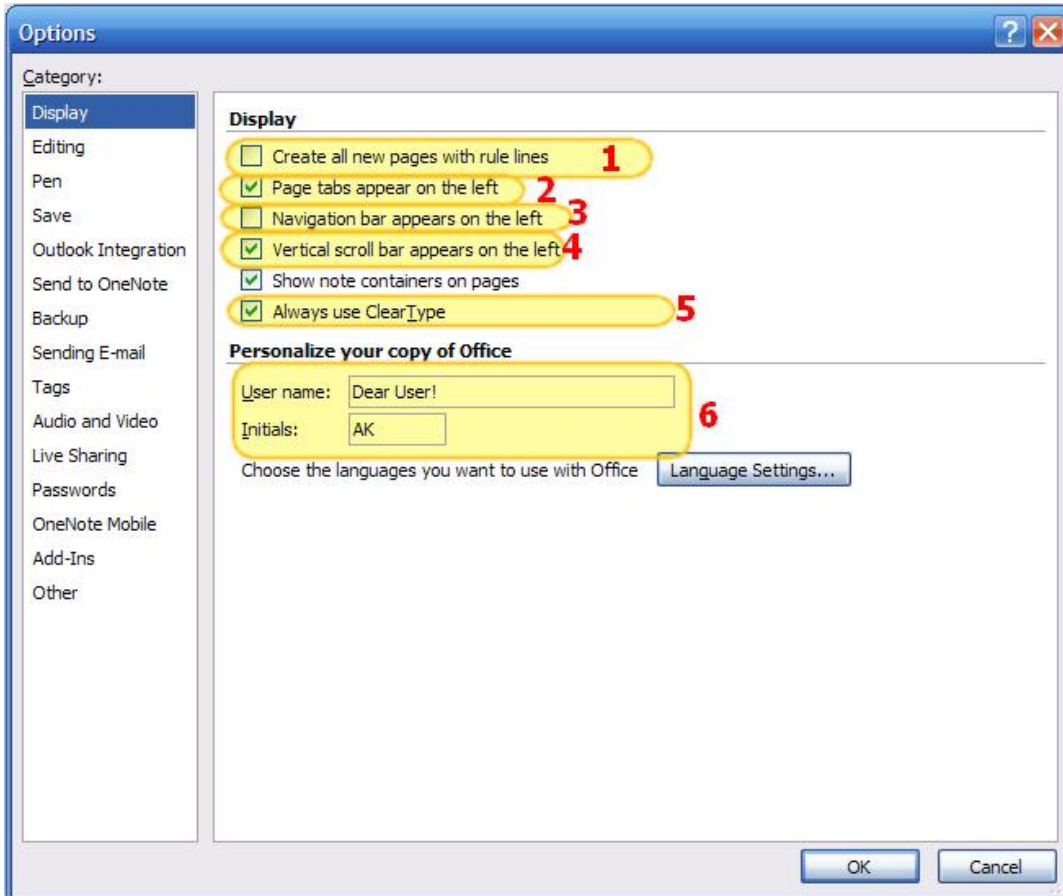 Options
Category:
Display
Editing
Pen
Save
Outlook Integration
Send to OneNote
Backup
Sending E-mail
Tags
Audio and Video
Live Sharing
Passwords
OneNote Mobile
Add-Ins
Other
Display
Create all new pages with rule lines 1
Page tabs appear on the left 2
Navigation bar appears on the left 3
Vertical scroll bar appears on the left 4
Show note containers on pages
Always use ClearType 5
Personalize your copy of Office
User name: Dear User!
Initials: AK
6
Choose the languages you want to use with Office Language Settings...
OK Cancel